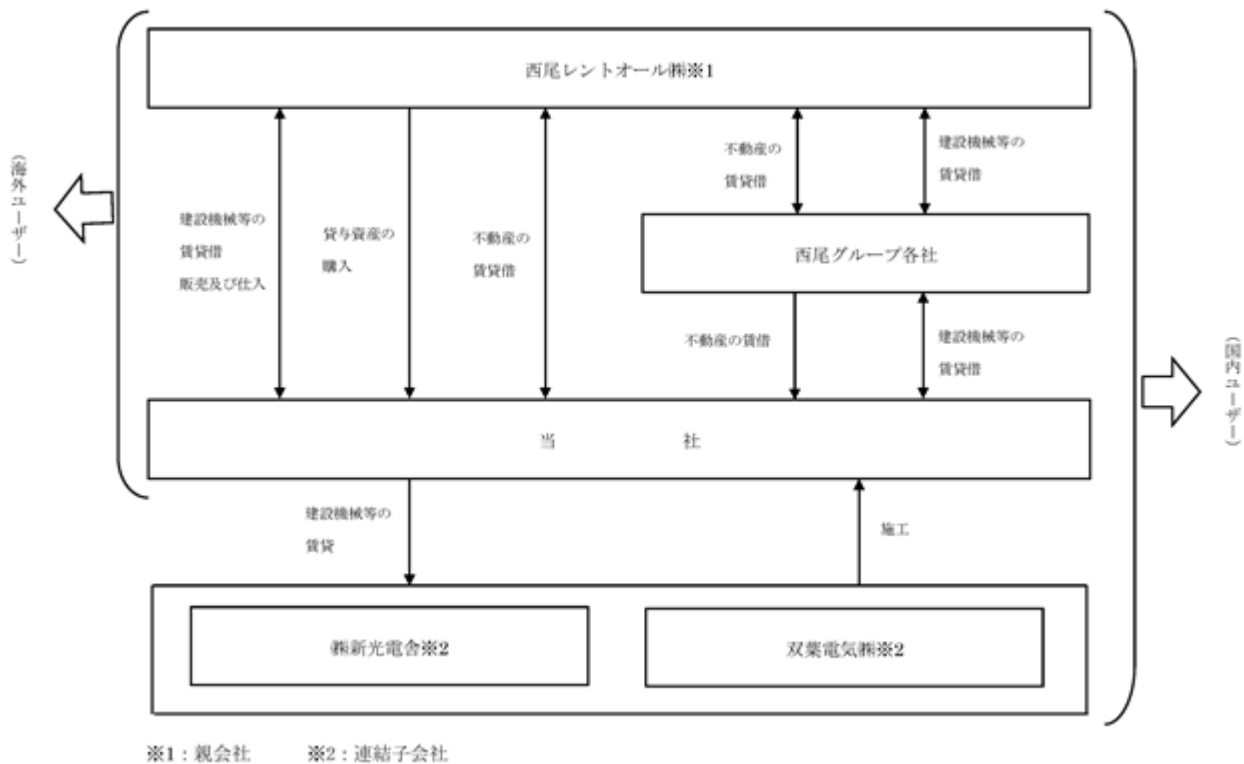 西尾レントオール㈱※1
(海外ユーザー)
建設機械等の
賃貸借
販売及び仕入
貸与資産の
購入
不動産の
賃貸借
不動産の
賃貸借
建設機械等の
賃貸借
西尾グループ各社
不動産の賃借
建設機械等の
賃貸借
(国内ユーザー)
当　　　社
建設機械等の
賃貸
施工
㈱新光電舎※2
双葉電気㈱※2
※1：親会社　　※2：連結子会社